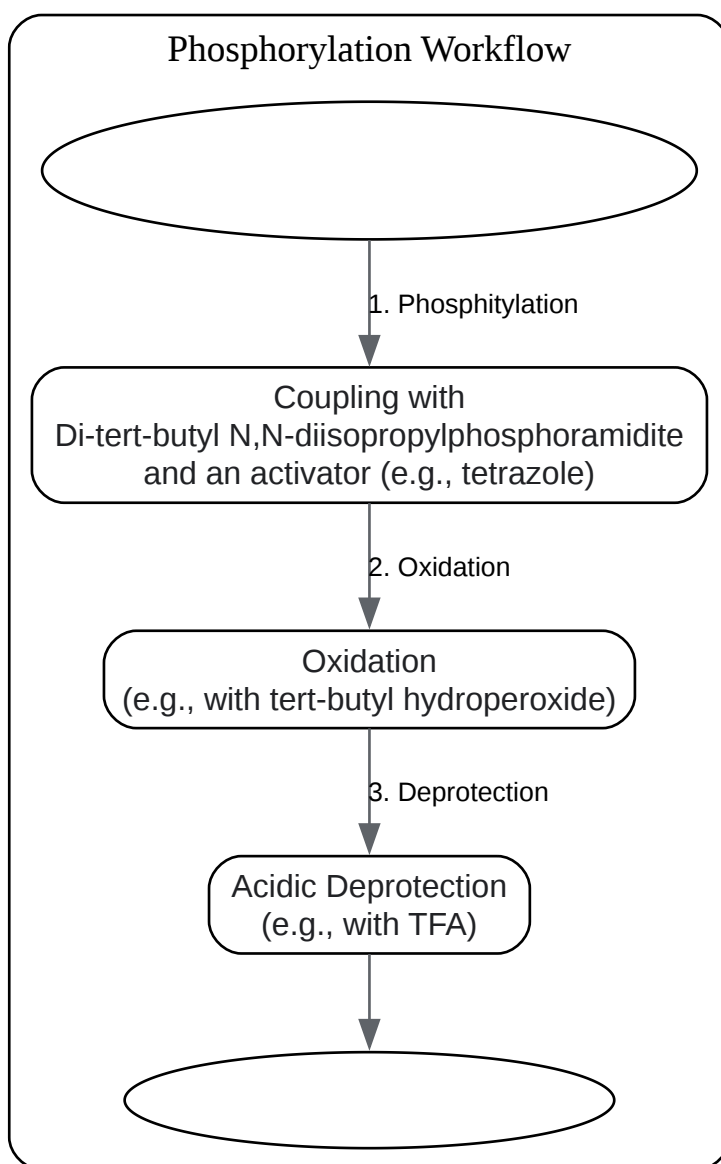 Phosphorylation Workflow
1. Phosphitylation
Coupling with
Di-tert-butyl N,N-diisopropylphosphoramidite
and an activator (e.g., tetrazole)
2. Oxidation
Oxidation
(e.g., with tert-butyl hydroperoxide)
3. Deprotection
Acidic Deprotection
(e.g., with TFA)